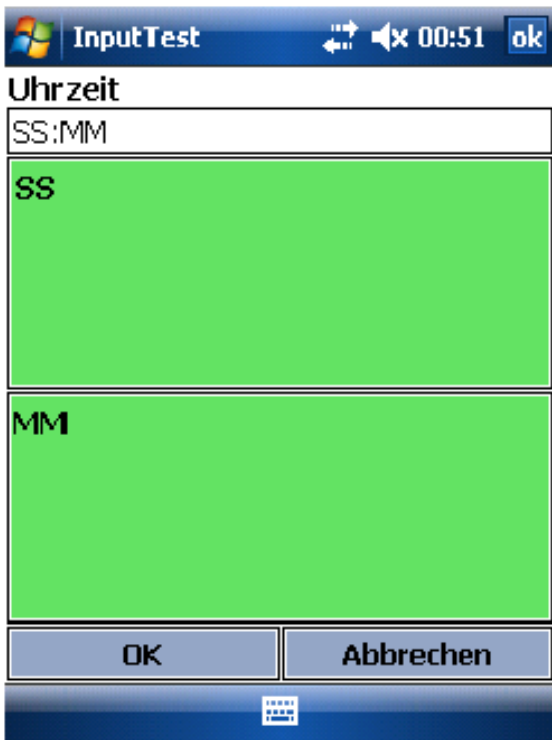 InputTest 00:51 ok
Uhrzeit
SS:MM
SS
MM
OK Abbrechen